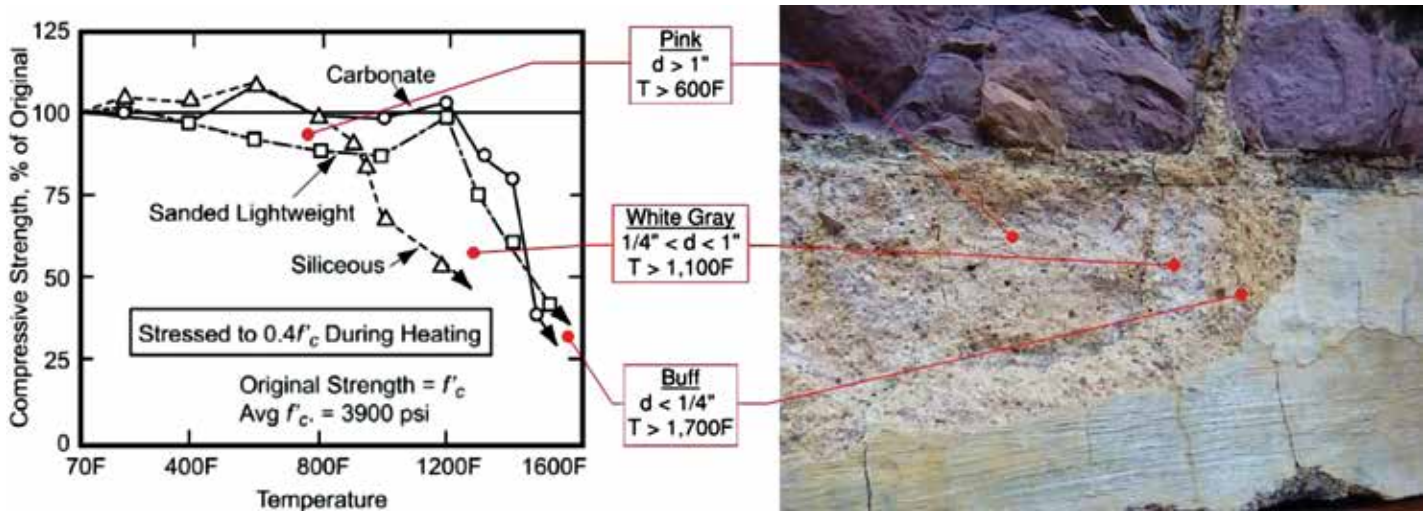 125
100
75
50
25
0
Compressive Strength, % of Original
Carbonate
Sanded Lightweight
Siliceous
Stressed to 0.4f'c During Heating
Original Strength = f'c
Avg f'c. = 3900 psi
70F 400F 800F 1200F 1600F
Temperature
Pink
d > 1"
T > 600F
White Gray
1/4" < d < 1"
T > 1,100F
Buff
d < 1/4"
T > 1,700F